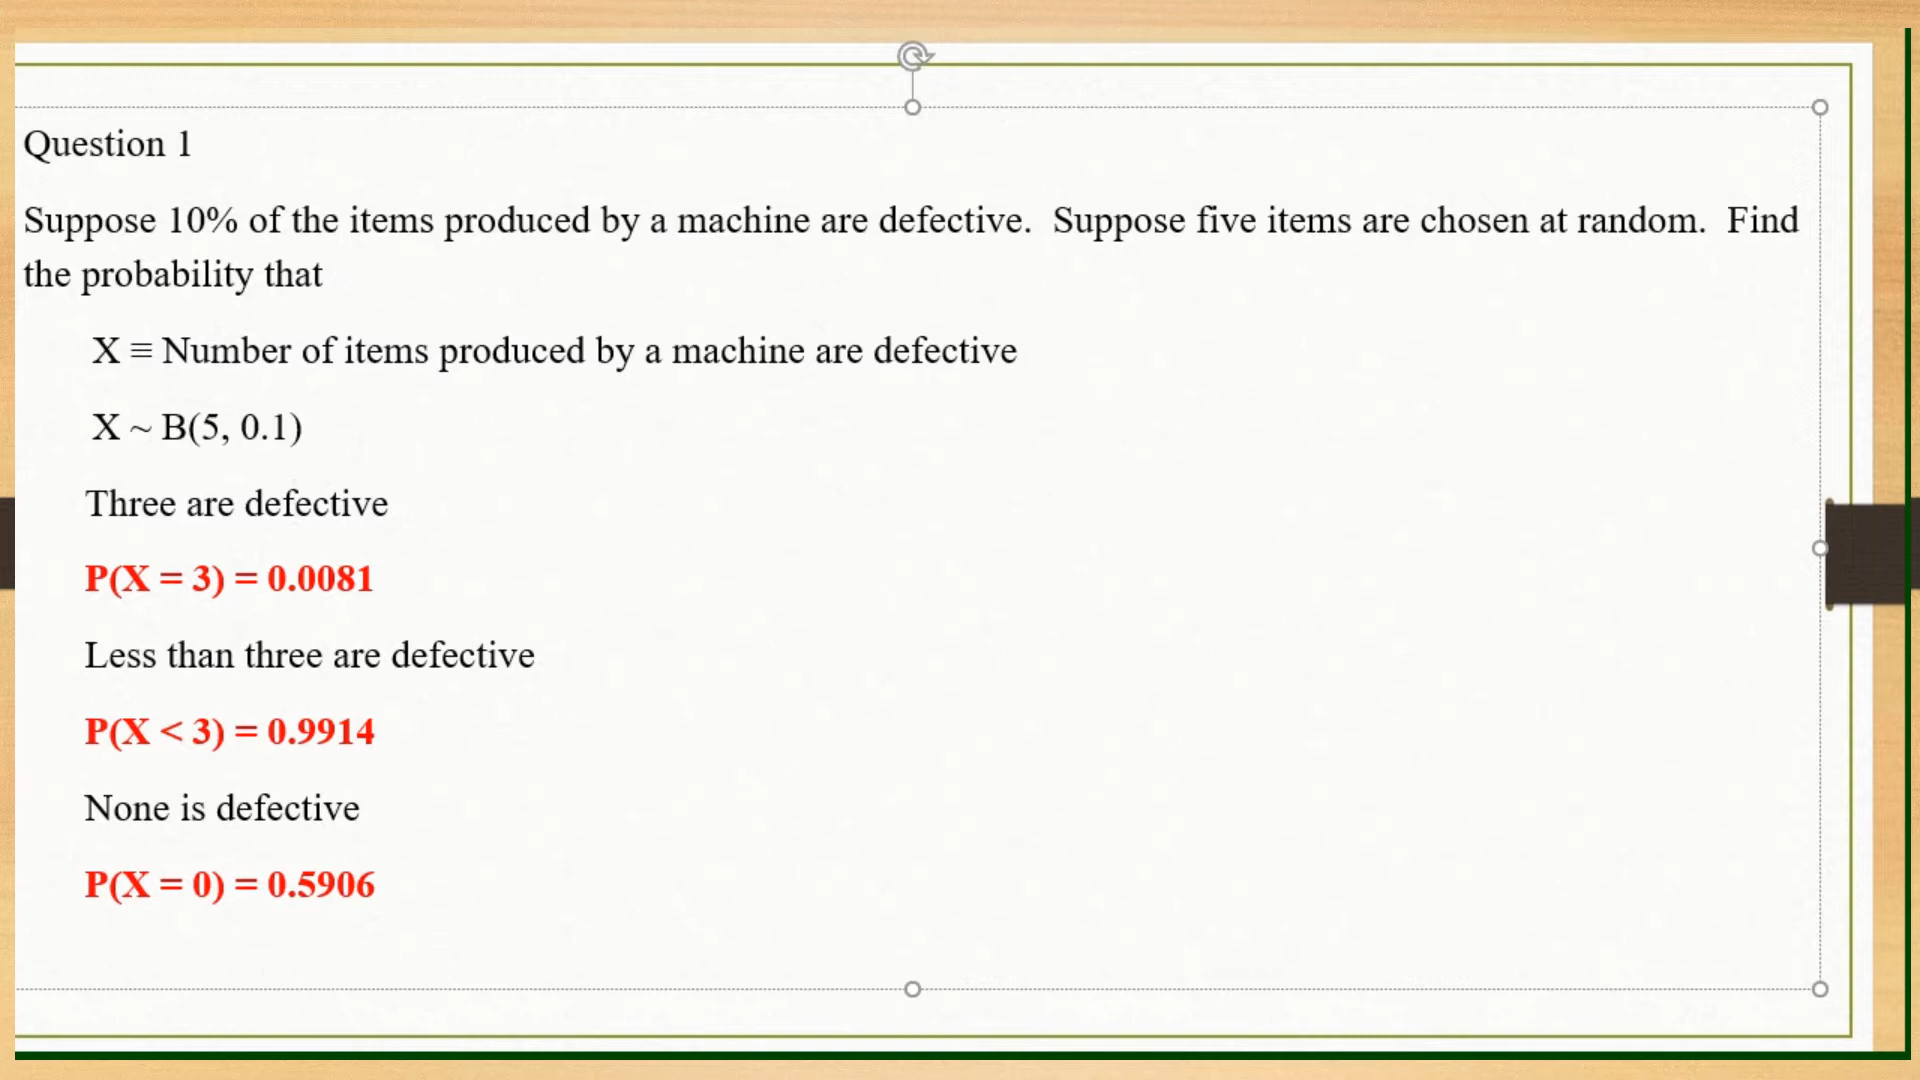 Question 1
Suppose 10% of the items produced by a machine are defective.  Suppose five items are chosen at random.  Find
the probability that
X ≡ Number of items produced by a machine are defective
X ~ B(5, 0.1)
Three are defective
P(X = 3) = 0.0081
Less than three are defective
P(X < 3) = 0.9914
None is defective
P(X = 0) = 0.5906